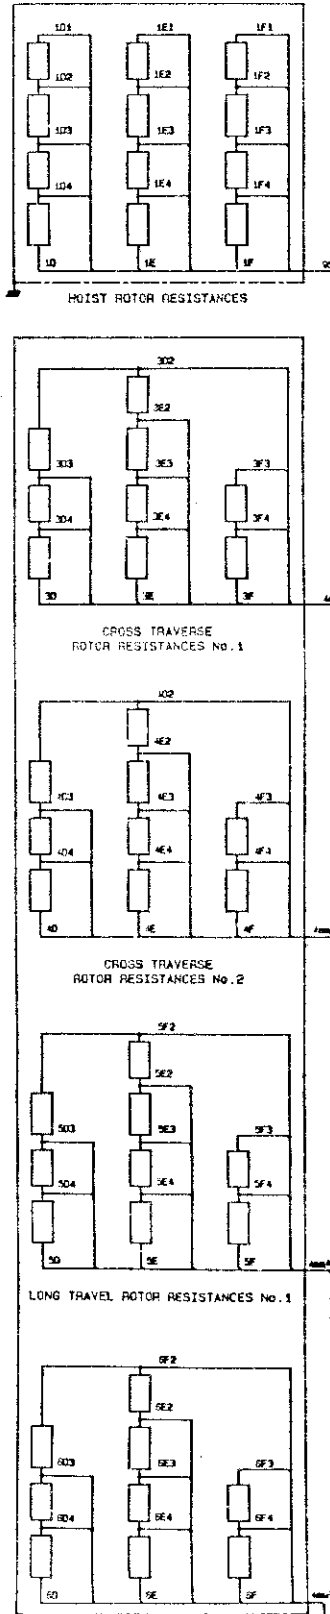 1D1 1E1 1F1
1D2 1E2 1F2
1D3 1E3 1F3
1D4 1E4 1F4
1D 1E 1F
HOIST ROTOR RESISTANCES
3D2
3E2
3D3 3E3 3F3
3D4 3E4 3F4
3D 3E 3F
CROSS TRAVERSE
ROTOR RESISTANCES No.1
4D2
4E2
4D3 4E3 4F3
4D4 4E4 4F4
4D 4E 4F
CROSS TRAVERSE
ROTOR RESISTANCES No.2
5F2
5E2
5D3 5E3 5F3
5D4 5E4 5F4
5D 5E 5F
LONG TRAVEL ROTOR RESISTANCES No.1
6F2
6E2
6D3 6E3 6F3
6D4 6E4 6F4
6D 6E 6F